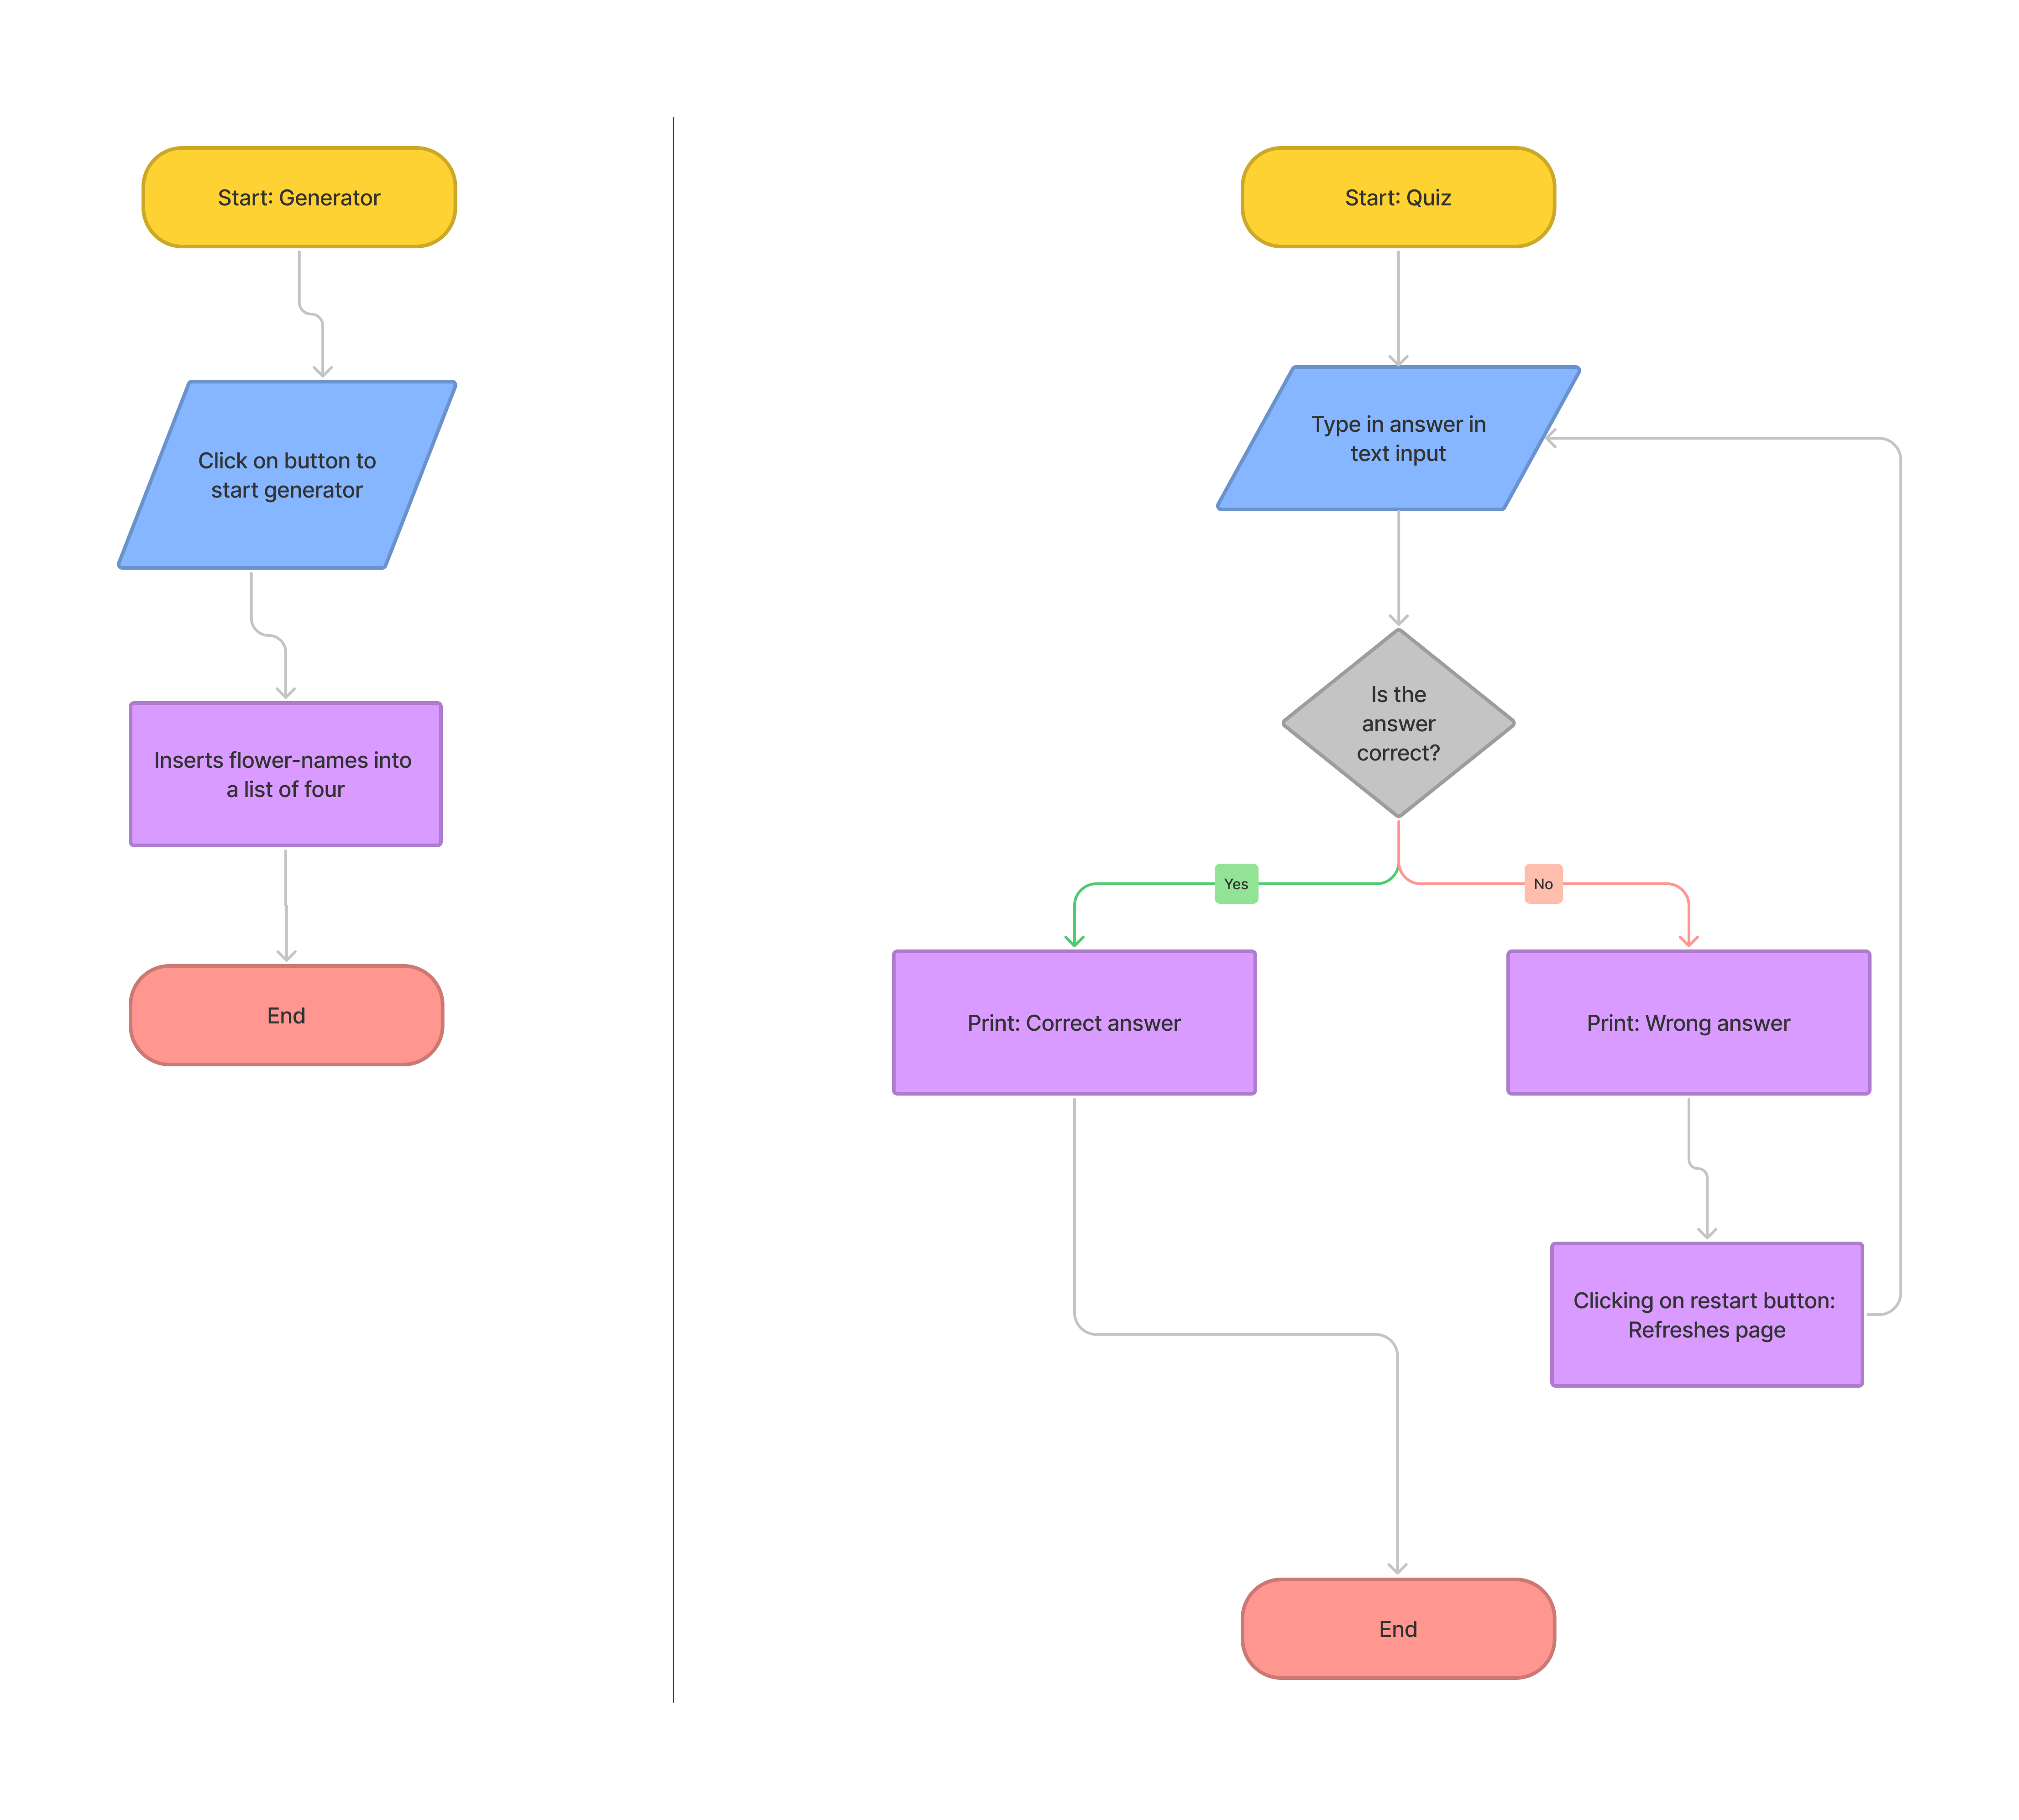 Start: Generator
Click on button to
start generator
Inserts flower-names into
a list of four
End
Start: Quiz
Type in answer in
text input
Is the
answer
correct?
Yes
No
Print: Correct answer
Print: Wrong answer
Clicking on restart button:
Refreshes page
End